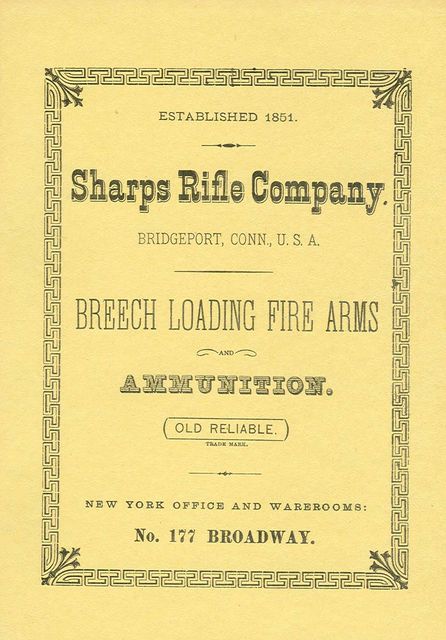 ESTABLISHED 1851.
Sharps Rifle Company.
BRIDGEPORT, CONN., U. S. A.
BREECH LOADING FIRE ARMS
AND
AMMUNITION.
OLD RELIABLE.
TRADE MARK.
NEW YORK OFFICE AND WAREROOMS:
No. 177 BROADWAY.